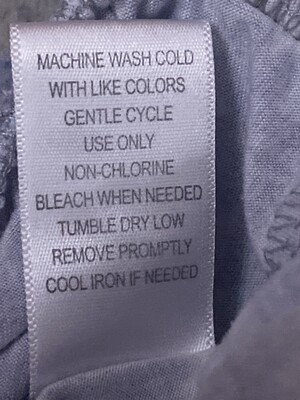 MACHINE WASH COLD
WITH LIKE COLORS
GENTLE CYCLE
USE ONLY
NON-CHLORINE
BLEACH WHEN NEEDED
TUMBLE DRY LOW
REMOVE PROMPTLY
COOL IRON IF NEEDED